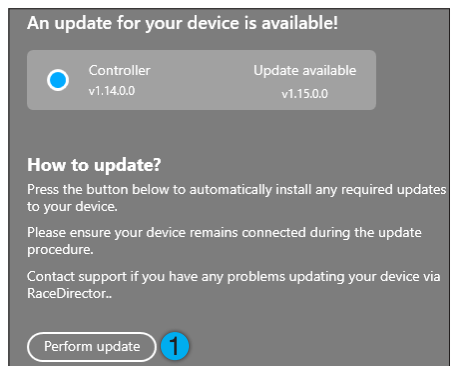 An update for your device is available!
Controller
Update available
v1.14.0.0
v1.15.0.0
How to update?
Press the button below to automatically install any required updates
to your device.
Please ensure your device remains connected during the update
procedure.
Contact support if you have any problems updating your device via
RaceDirector..
Perform update
1